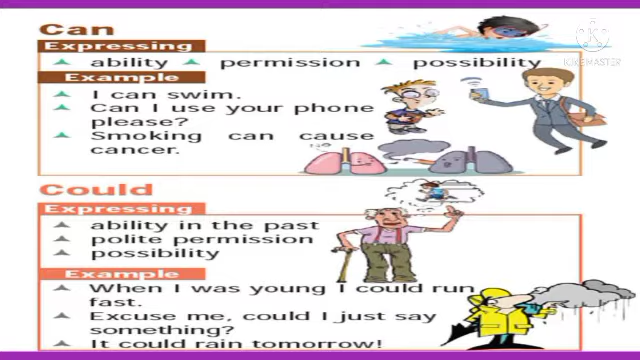 Can
Expressing
ability permission possibility
Example
I can swim.
Can I use your phone
please?
Smoking can cause
cancer.
KINEMASTER
Could
Expressing
ability in the past
polite permission
possibility
Example
When I was young I could run
fast.
Excuse me, could I just say
something?
It could rain tomorrow!